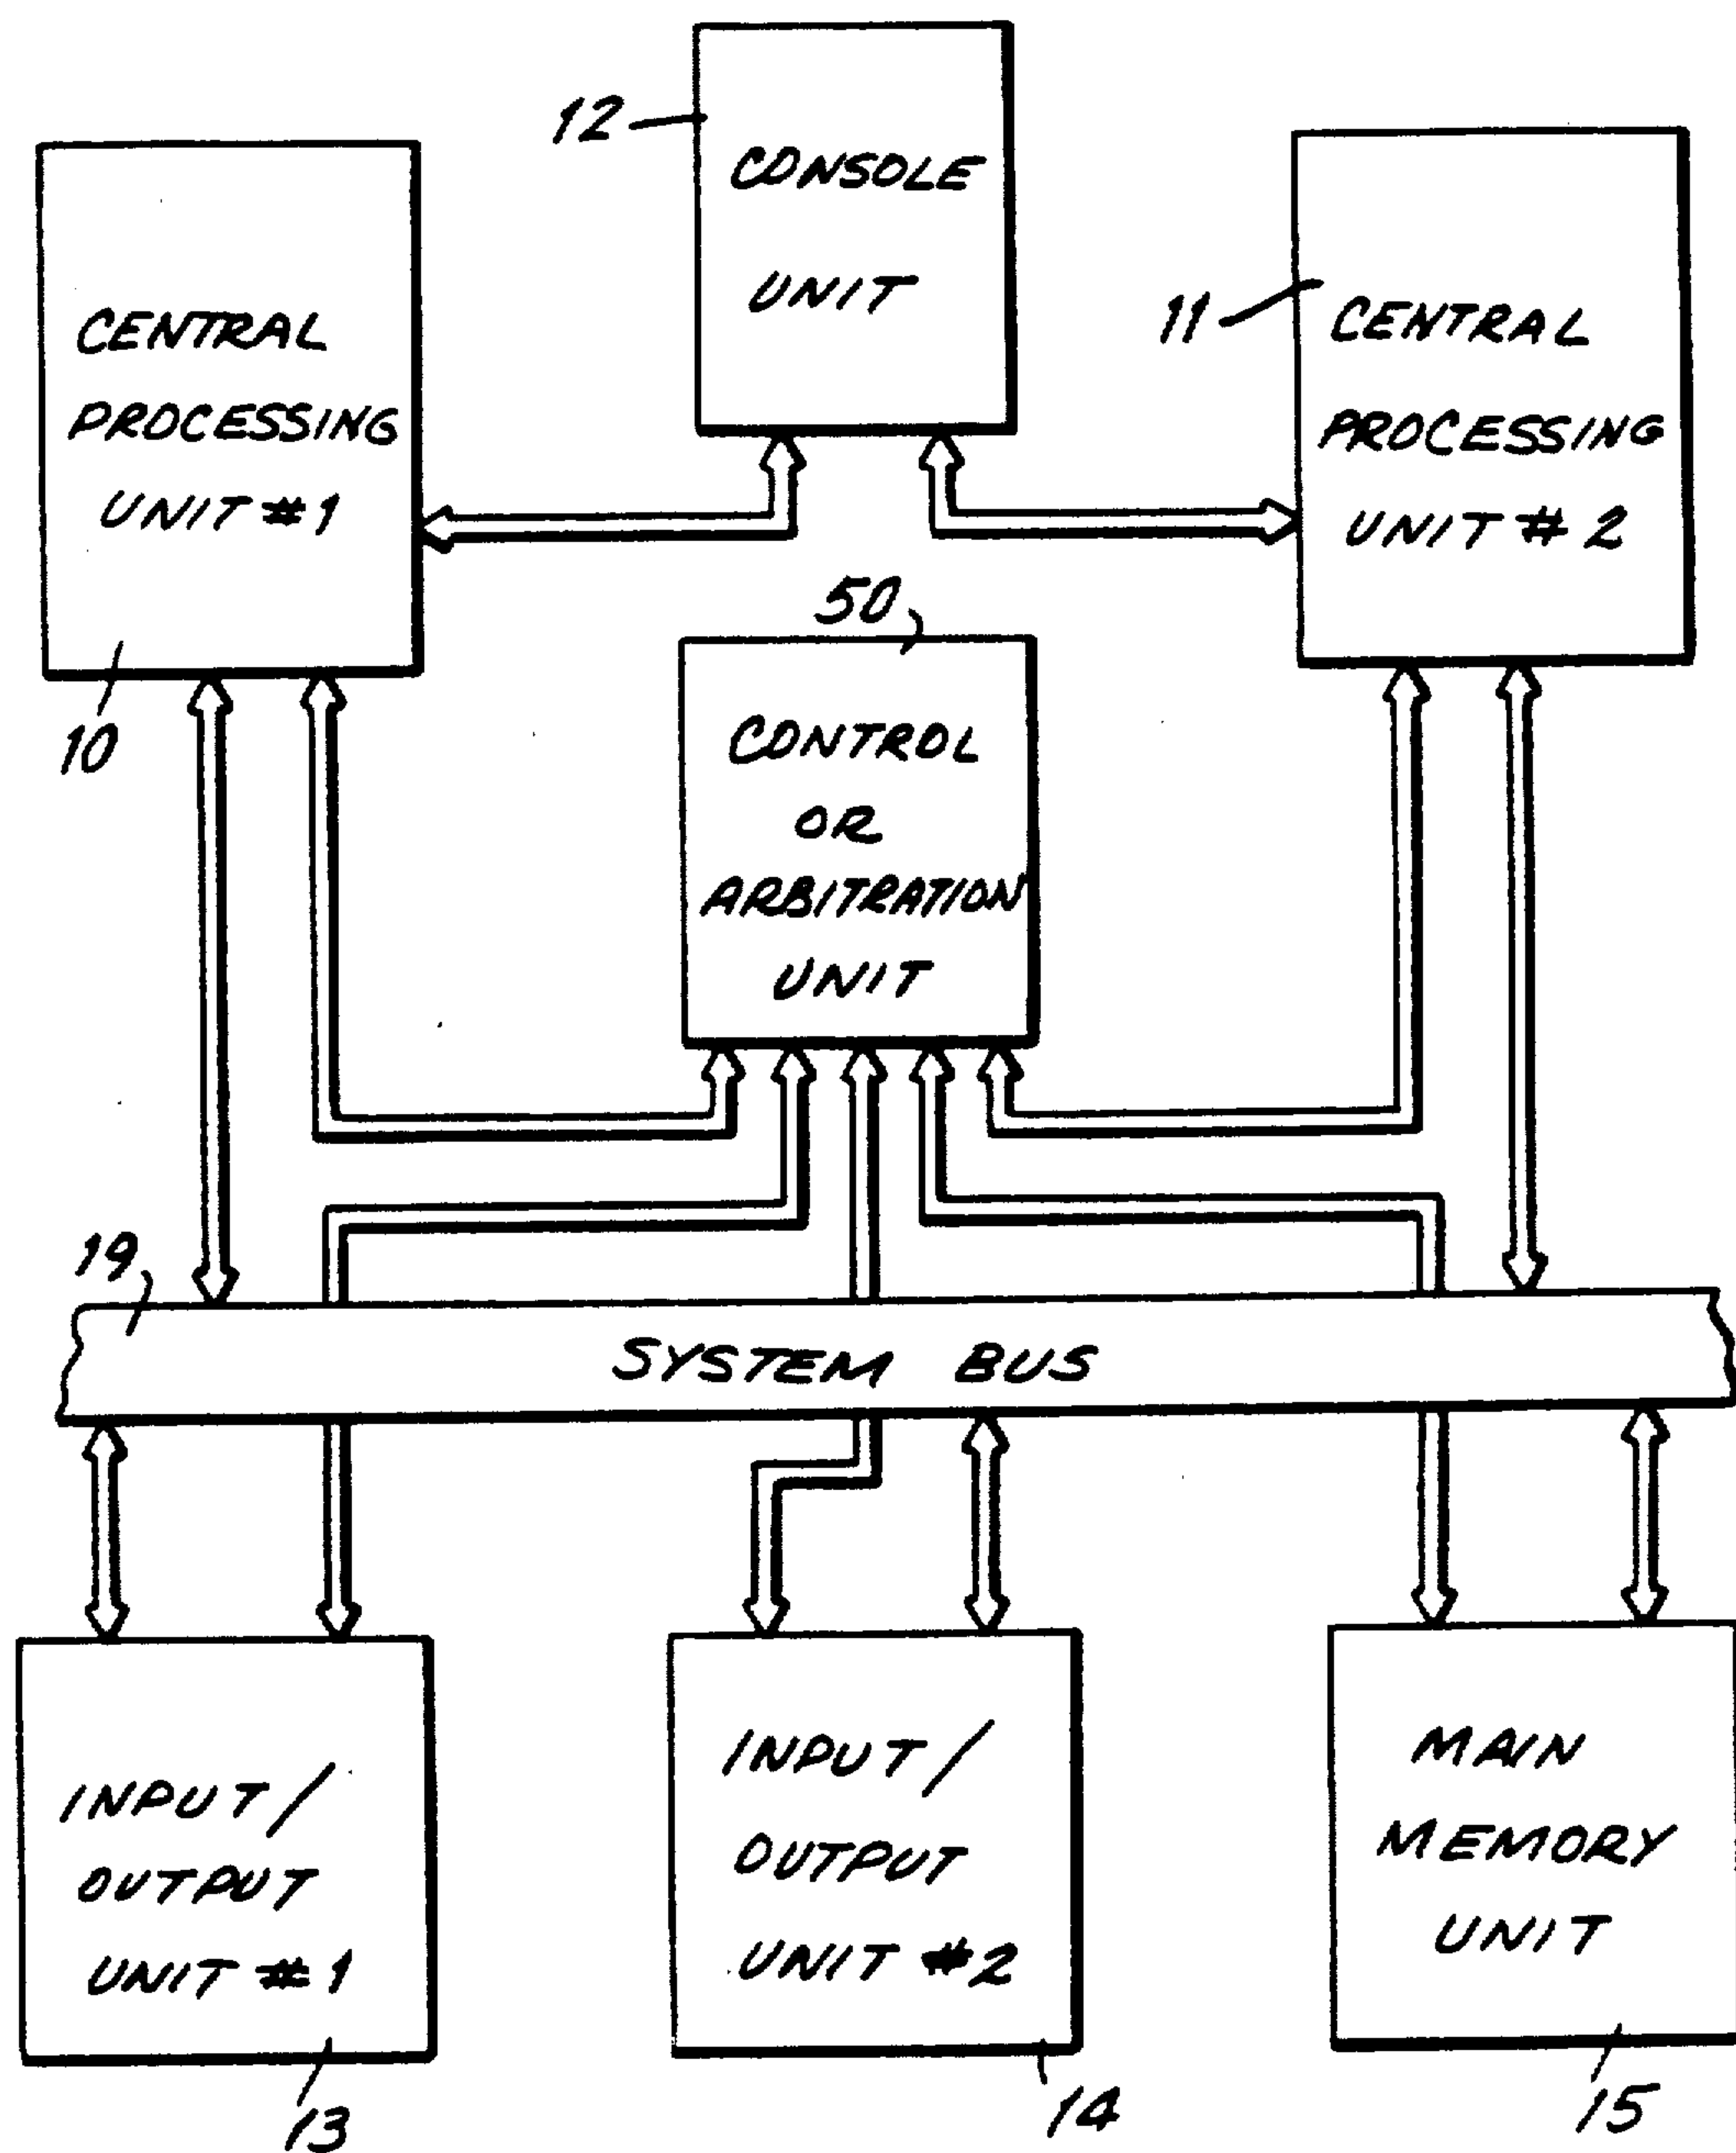 12
CONSOLE
UNIT
CENTRAL
PROCESSING
UNIT #1
10
11
CENTRAL
PROCESSING
UNIT # 2
50
CONTROL
OR
ARBITRATION
UNIT
19
SYSTEM BUS
INPUT/
OUTPUT
UNIT #1
13
INPUT/
OUTPUT
UNIT #2
14
MAIN
MEMORY
UNIT
15